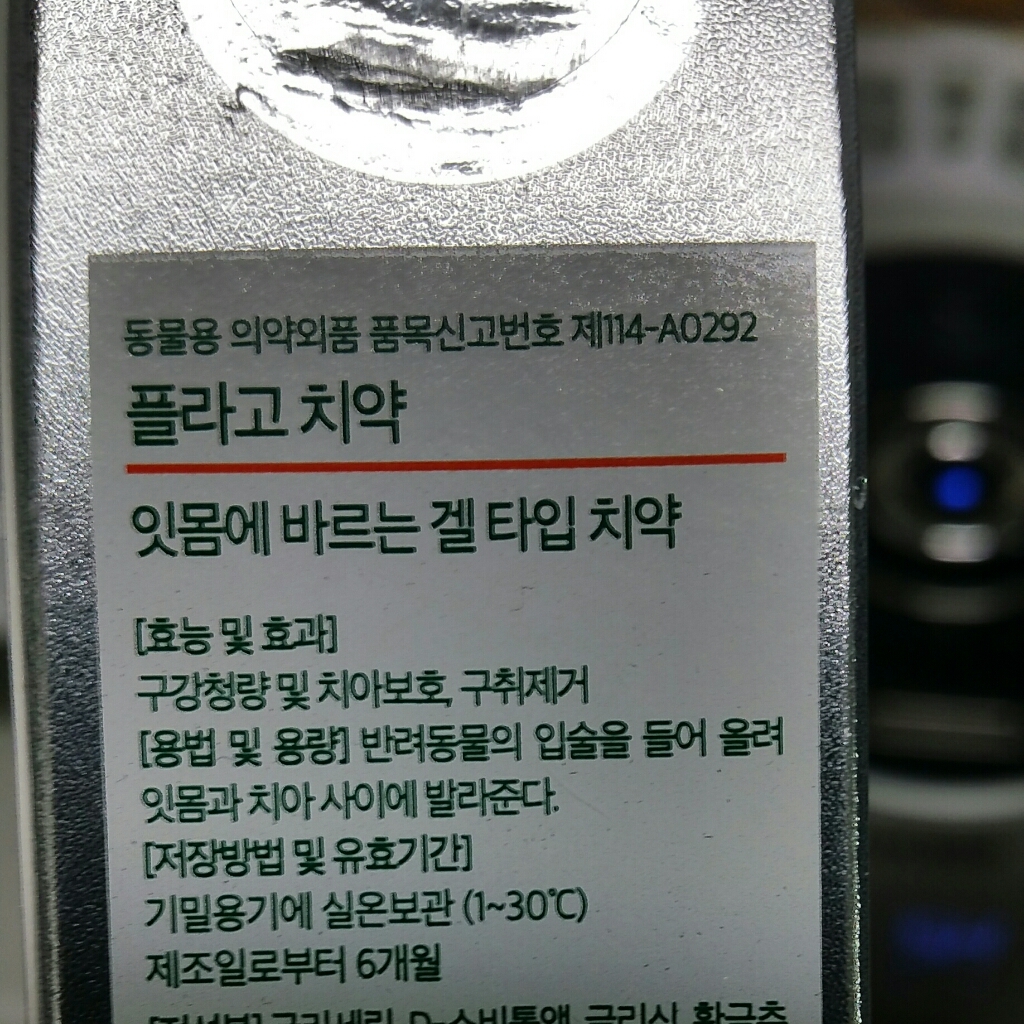 동물용 의약외품 품목신고번호 제114-A0292
플라고 치약
잇몸에 바르는 겔 타입 치약
[효능 및 효과]
구강청량 및 치아보호, 구취제거
[용법 및 용량] 반려동물의 입술을 들어 올려
잇몸과 치아 사이에 발라준다.
[저장방법 및 유효기간]
기밀용기에 실온보관 (1~30℃)
제조일로부터 6개월